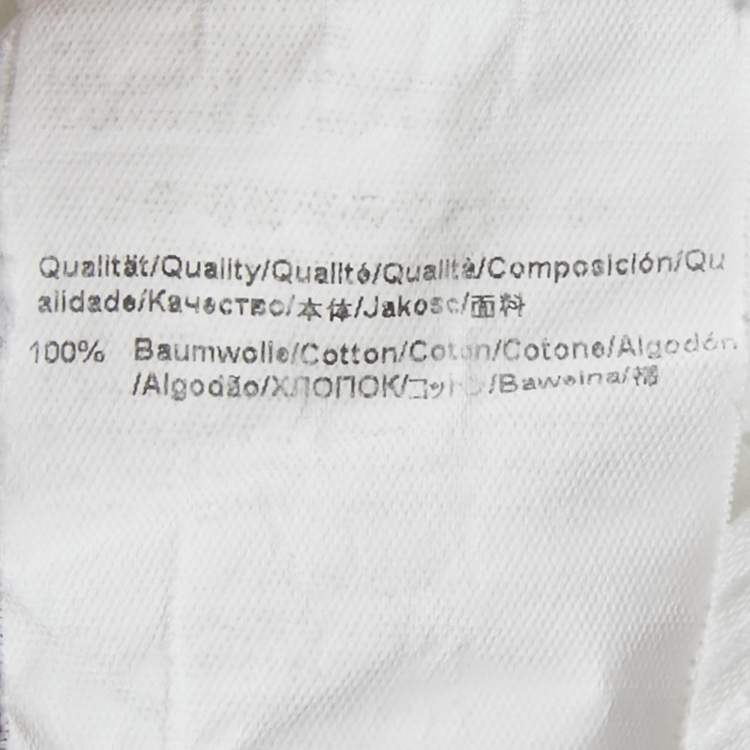 Qualität/Quality/Qualité/Qualità/Composición/Qu
alidade/Качество/本体/Jakosc/面料
100% Baumwolle/Cotton/Coton/Cotone/Algodón
/Algodão/ХЛОПОК/コットン/Bawelna/棉